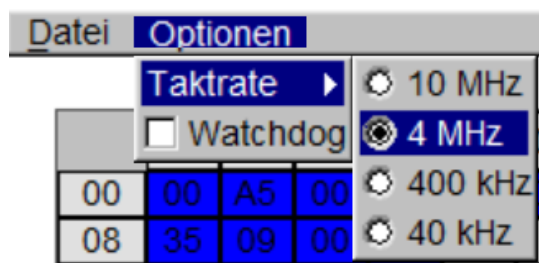 Datei Optionen
Taktrate 10 MHz
Watchdog 4 MHz
400 kHz
40 kHz
00 00 A5 00
08 35 09 00